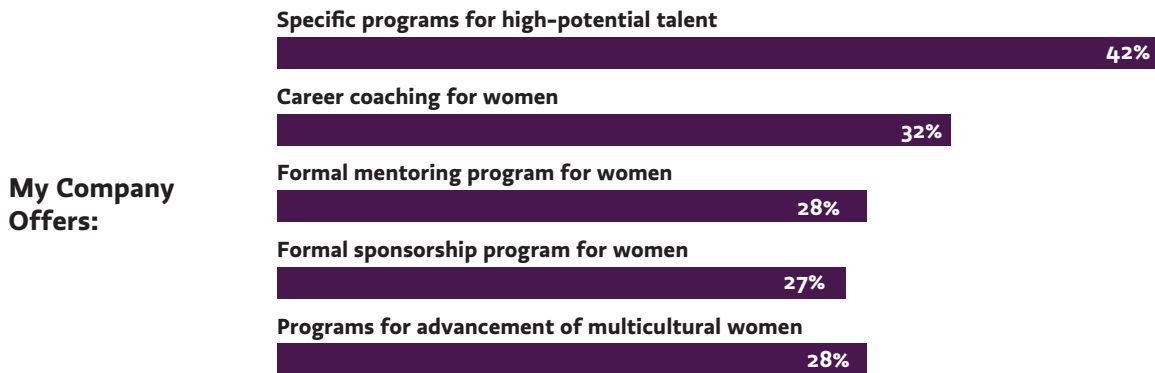 Specific programs for high-potential talent
42%
Career coaching for women
32%
My Company
Offers:
Formal mentoring program for women
28%
Formal sponsorship program for women
27%
Programs for advancement of multicultural women
28%